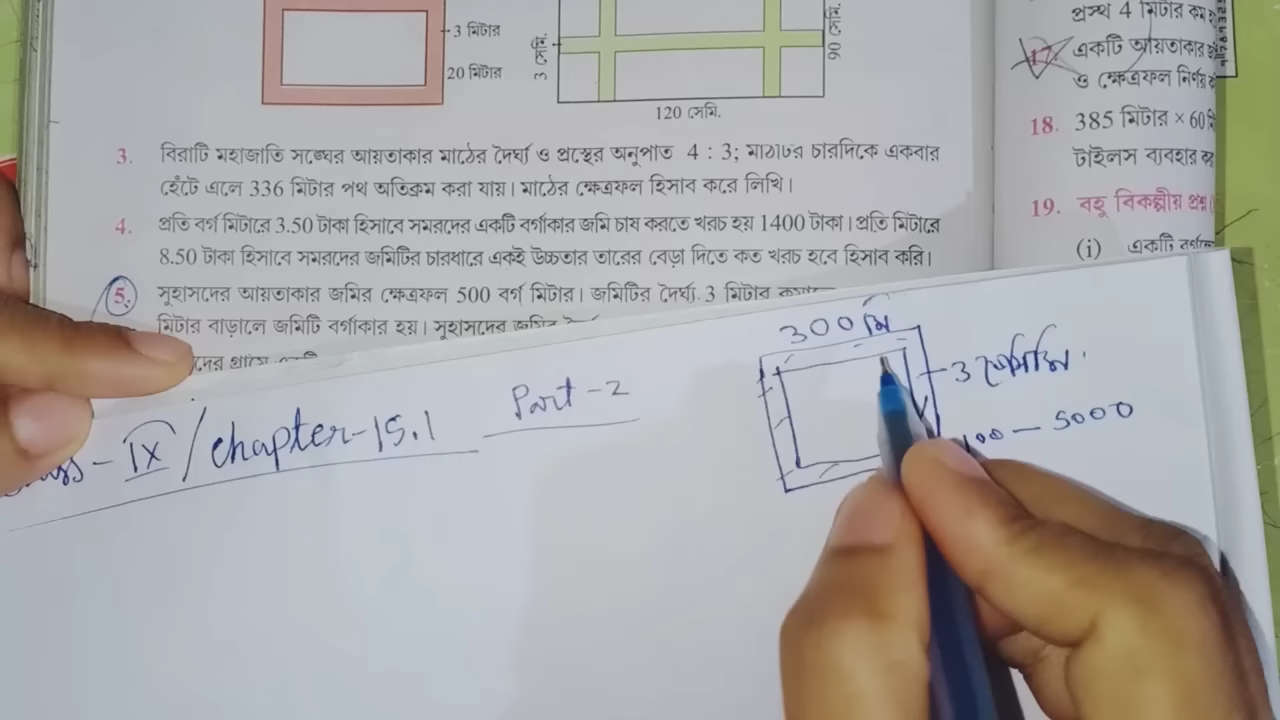 3 মিটার
20 মিটার
3 সেমি.
90 সেমি.
120 সেমি.
3. বিরাটি মহাজাতি সঙ্ঘের আয়তাকার মাঠের দৈর্ঘ্য ও প্রস্থের অনুপাত 4 : 3; মাঠটির চারদিকে একবার
হেঁটে এলে 336 মিটার পথ অতিক্রম করা যায়। মাঠের ক্ষেত্রফল হিসাব করে লিখি।
4. প্রতি বর্গ মিটারে 3.50 টাকা হিসাবে সমরদের একটি বর্গাকার জমি চাষ করতে খরচ হয় 1400 টাকা। প্রতি মিটারে
8.50 টাকা হিসাবে সমরদের জমিটির চারধারে একই উচ্চতার তারের বেড়া দিতে কত খরচ হবে হিসাব করি।
5. সুহাসদের আয়তাকার জমির ক্ষেত্রফল 500 বর্গ মিটার। জমিটির দৈর্ঘ্য 3 মিটার
মিটার বাড়ালে জমিটি বর্গাকার হয়। সুহাসদের
গ্রামে
প্রস্থ 4 মিটার কম
17. একটি আয়তাকার
ও ক্ষেত্রফল নির্ণয়
18. 385 মিটার × 60
টাইলস ব্যবহার
19. বহু বিকল্পীয় প্রশ্ন
(i) একটি
IX / chapter-15.1 Part-2
300 মি
3 ডেসিমি.
100 — 5000